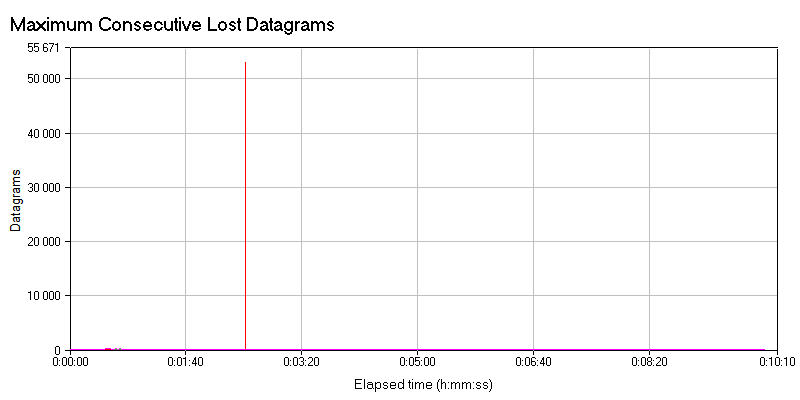 Maximum Consecutive Lost Datagrams
55 671
50 000
40 000
30 000
20 000
10 000
0
Datagrams
0:00:00 0:01:40 0:03:20 0:05:00 0:06:40 0:08:20 0:10:10
Elapsed time (h:mm:ss)